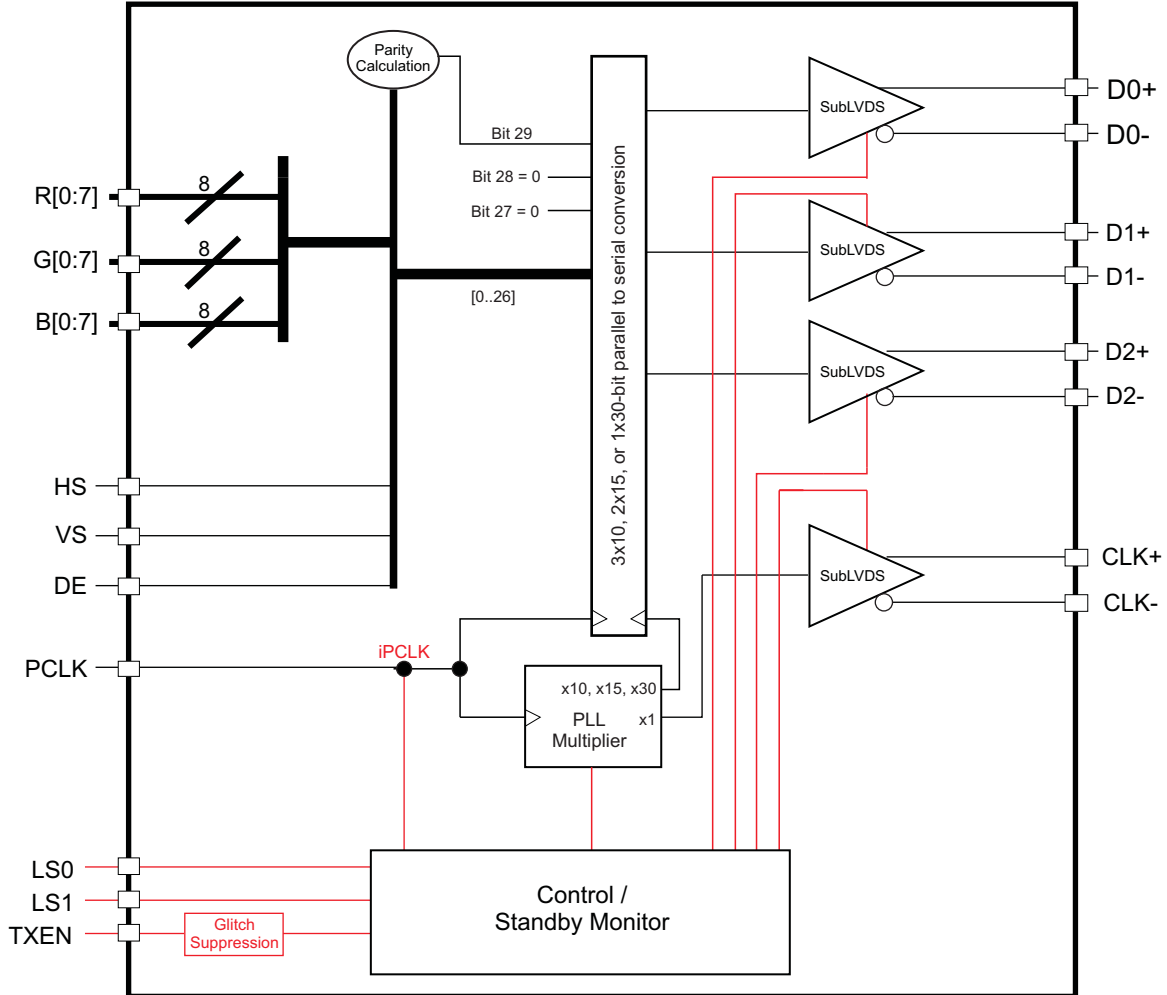 Parity
Calculation
SubLVDS
D0+
D0-
Bit 29
Bit 28 = 0
Bit 27 = 0
8
R[0:7]
8
G[0:7]
8
B[0:7]
[0..26]
3x10, 2x15, or 1x30-bit parallel to serial conversion
SubLVDS
D1+
D1-
SubLVDS
D2+
D2-
HS
VS
DE
SubLVDS
CLK+
CLK-
PCLK
iPCLK
x10, x15, x30
x1
PLL
Multiplier
LS0
LS1
TXEN
Glitch
Suppression
Control /
Standby Monitor